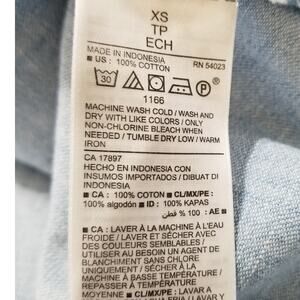 XS
TP
ECH
MADE IN INDONESIA RN 54023
■ US : 100% COTTON
30 P
1166
MACHINE WASH COLD / WASH AND
DRY WITH LIKE COLORS / ONLY
NON-CHLORINE BLEACH WHEN
NEEDED / TUMBLE DRY LOW / WARM
IRON
CA 17897
HECHO EN INDONESIA CON
INSUMOS IMPORTADOS / DIBUAT DI
INDONESIA
■ CA : 100% COTON ■ CL/MX/PE :
100% algodón ■ ID : 100% KAPAS
■ AE : 100 % قطن
CA : LAVER À LA MACHINE À L'EAU
FROIDE / LAVER ET SÉCHER AVEC
DES COULEURS SEMBLABLES /
UTILISER AU BESOIN UN AGENT DE
BLANCHIMENT SANS CHLORE
UNIQUEMENT / SÉCHER À LA
MACHINE À BASSE TEMPÉRATURE /
REPASSER À TEMPÉRATURE
MOYENNE ■ CL/MX/PE : LAVAR A